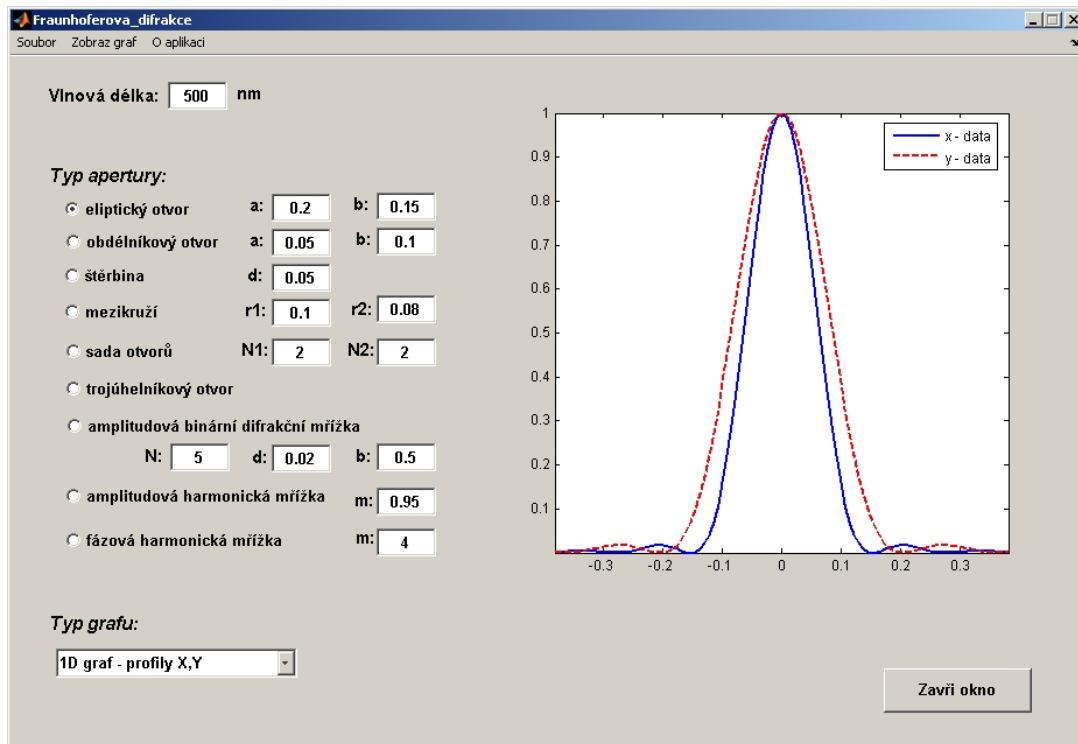 Fraunhoferova_difrakce
Soubor Zobraz graf O aplikaci
Vlnová délka: 500 nm
Typ apertury:
eliptický otvor a: 0.2 b: 0.15
obdélníkový otvor a: 0.05 b: 0.1
štěrbina d: 0.05
mezikruží r1: 0.1 r2: 0.08
sada otvorů N1: 2 N2: 2
trojúhelníkový otvor
amplitudová binární difrakční mřížka
N: 5 d: 0.02 b: 0.5
amplitudová harmonická mřížka m: 0.95
fázová harmonická mřížka m: 4
Typ grafu:
1D graf - profily X,Y
1
0.9
0.8
0.7
0.6
0.5
0.4
0.3
0.2
0.1
-0.3 -0.2 -0.1 0 0.1 0.2 0.3
x - data
y - data
Zavři okno